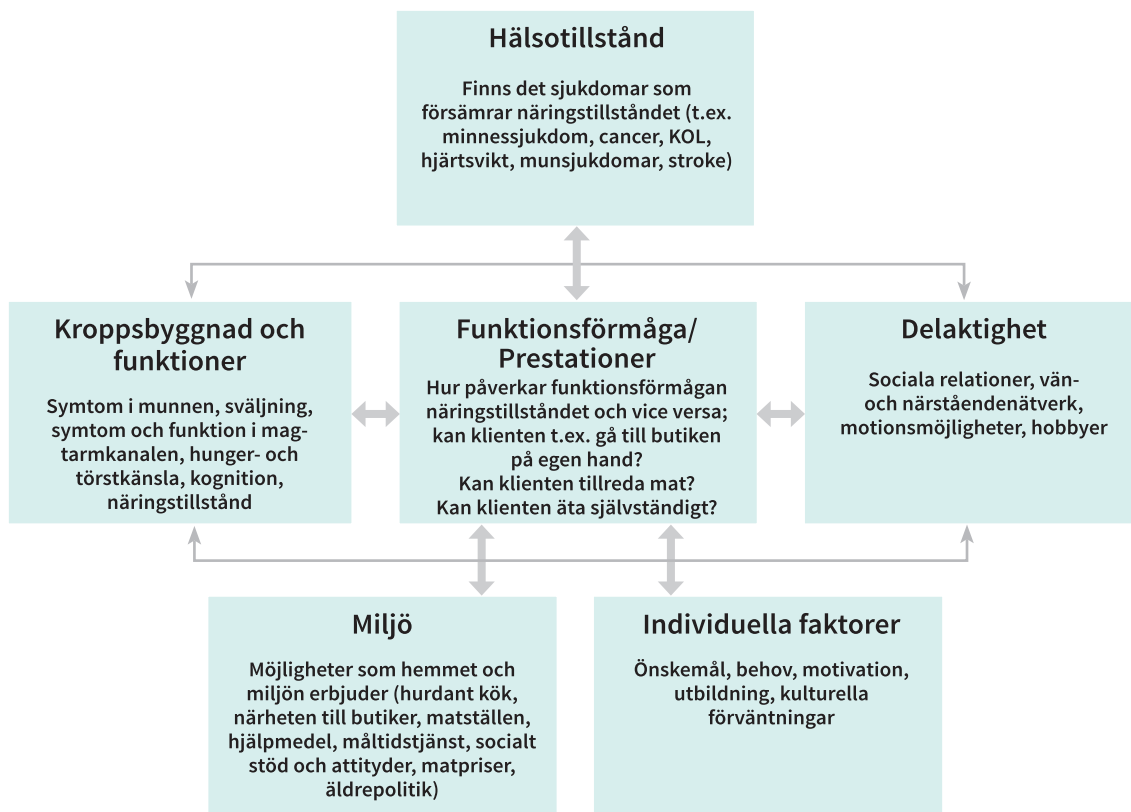 Hälsotillstånd
Finns det sjukdomar som
försämrar näringstillståndet (t.ex.
minnessjukdom, cancer, KOL,
hjärtsvikt, munsjukdomar, stroke)
Kroppsbyggnad och
funktioner
Symtom i munnen, sväljning,
symtom och funktion i mag-
tarmkanalen, hunger- och
törstkänsla, kognition,
näringstillstånd
Funktionsförmåga/
Prestationer
Hur påverkar funktionsförmågan
näringstillståndet och vice versa;
kan klienten t.ex. gå till butiken
på egen hand?
Kan klienten tillreda mat?
Kan klienten äta självständigt?
Delaktighet
Sociala relationer, vän-
och närståendenätverk,
motionsmöjligheter, hobbyer
Miljö
Möjligheter som hemmet och
miljön erbjuder (hurdant kök,
närheten till butiker, matställen,
hjälpmedel, måltidstjänst, socialt
stöd och attityder, matpriser,
äldrepolitik)
Individuella faktorer
Önskemål, behov, motivation,
utbildning, kulturella
förväntningar